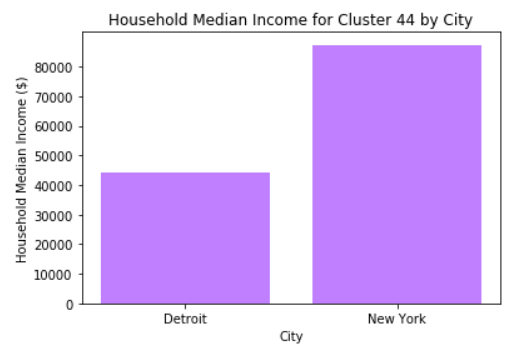 Household Median Income for Cluster 44 by City
Household Median Income ($)
80000
70000
60000
50000
40000
30000
20000
10000
0
Detroit
New York
City